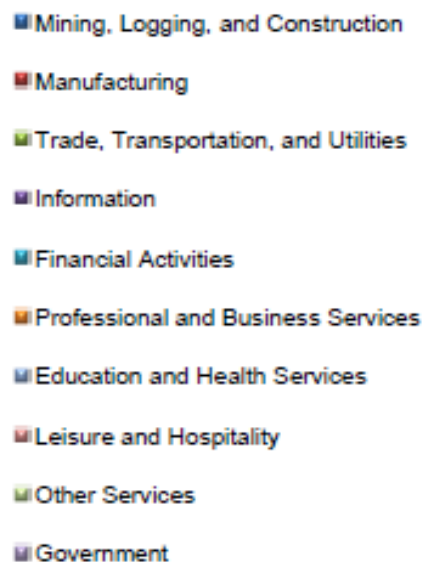 Mining, Logging, and Construction
Manufacturing
Trade, Transportation, and Utilities
Information
Financial Activities
Professional and Business Services
Education and Health Services
Leisure and Hospitality
Other Services
Government